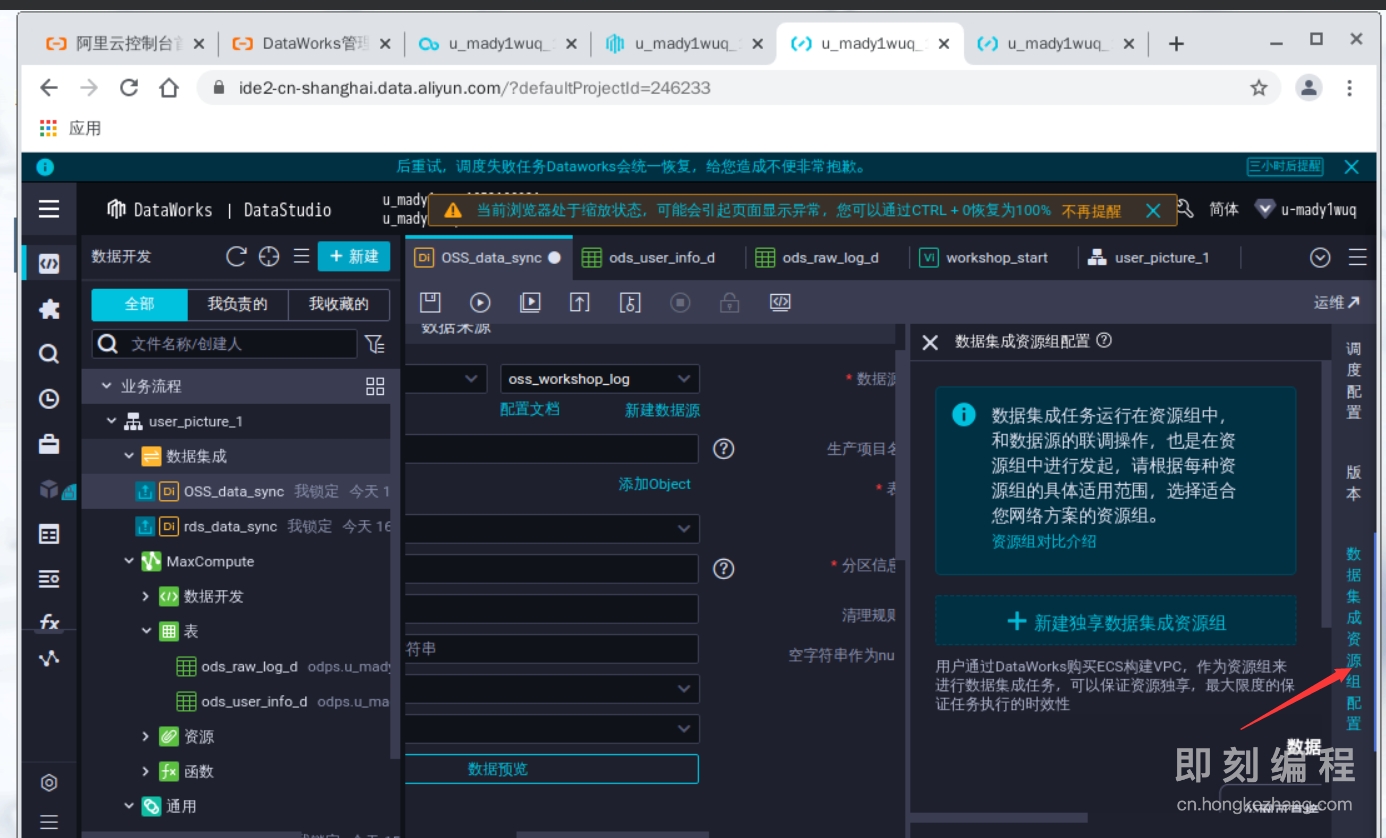 阿里云控制台首
DataWorks管理
u_mady1wuq_
u_mady1wuq_
u_mady1wuq_
u_mady1wuq_
ide2-cn-shanghai.data.aliyun.com/?defaultProjectId=246233
应用
后重试，调度失败任务Dataworks会统一恢复，给您造成不便非常抱歉。
三小时后提醒
DataWorks | DataStudio
u_mady
u_mady
当前浏览器处于缩放状态，可能会引起页面显示异常，您可以通过CTRL + 0恢复为100%
不再提醒
简体
u-mady1wuq
数据开发
新建
OSS_data_sync
ods_user_info_d
ods_raw_log_d
Vi
workshop_start
user_picture_1
全部
我负责的
我收藏的
运维
文件名称/创建人
数据来源
数据集成资源组配置
业务流程
oss_workshop_log
* 数据源
配置文档
新建数据源
user_picture_1
数据集成
生产项目名
Di OSS_data_sync 我锁定 今天 1
添加Object
* 表
Di rds_data_sync 我锁定 今天 16
MaxCompute
* 分区信息
数据开发
清理规则
表
符串
空字符串作为nu
ods_raw_log_d odps.u_mady
ods_user_info_d odps.u_ma
资源
函数
数据预览
通用
数据集成任务运行在资源组中，
和数据源的联调操作，也是在资
源组中进行发起，请根据每种资
源组的具体适用范围，选择适合
您网络方案的资源组。
资源组对比介绍
新建独享数据集成资源组
用户通过DataWorks购买ECS构建VPC，作为资源组来
进行数据集成任务，可以保证资源独享，最大限度的保
证任务执行的时效性
数据
调度配置
版本
数据集成资源组配置
即刻编程
cn.hongkezhang.com